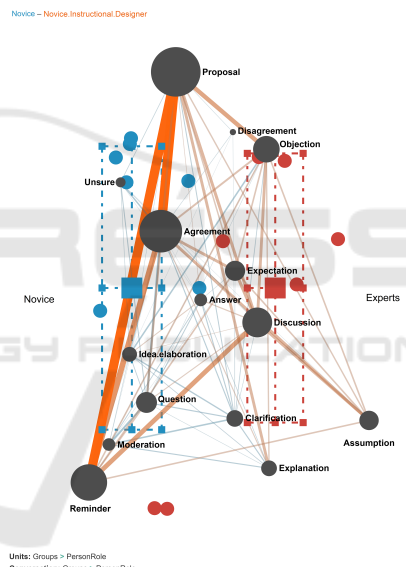 Novice – Novice.Instructional.Designer
Proposal
Disagreement
Objection
Unsure
Agreement
Expectation
Novice
Experts
Answer
Discussion
Idea.elaboration
Question
Clarification
Assumption
Moderation
Explanation
Reminder
Units: Groups > PersonRole